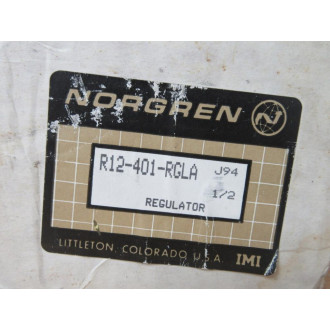 NORGREN
R12-401-RGLA J94
1/2
REGULATOR
LITTLETON, COLORADO U.S.A. IMI